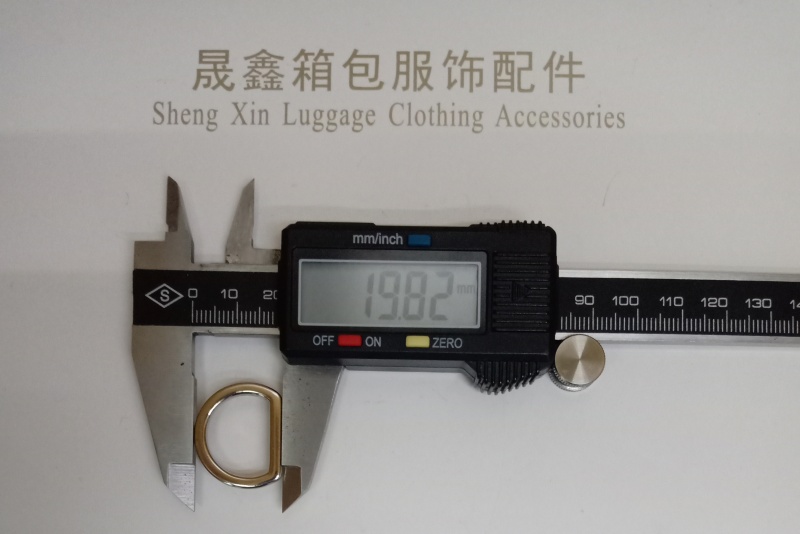 晟鑫箱包服饰配件
Sheng Xin Luggage Clothing Accessories
mm/inch
19.82 mm
S 0 10 20
90 100 110 120 130
OFF ON ZERO